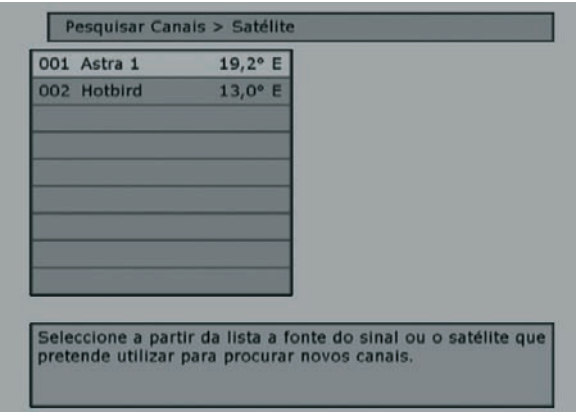 Pesquisar Canais > Satélite
001 Astra 1 19,2° E
002 Hotbird 13,0° E
Seleccione a partir da lista a fonte do sinal ou o satélite que
pretende utilizar para procurar novos canais.